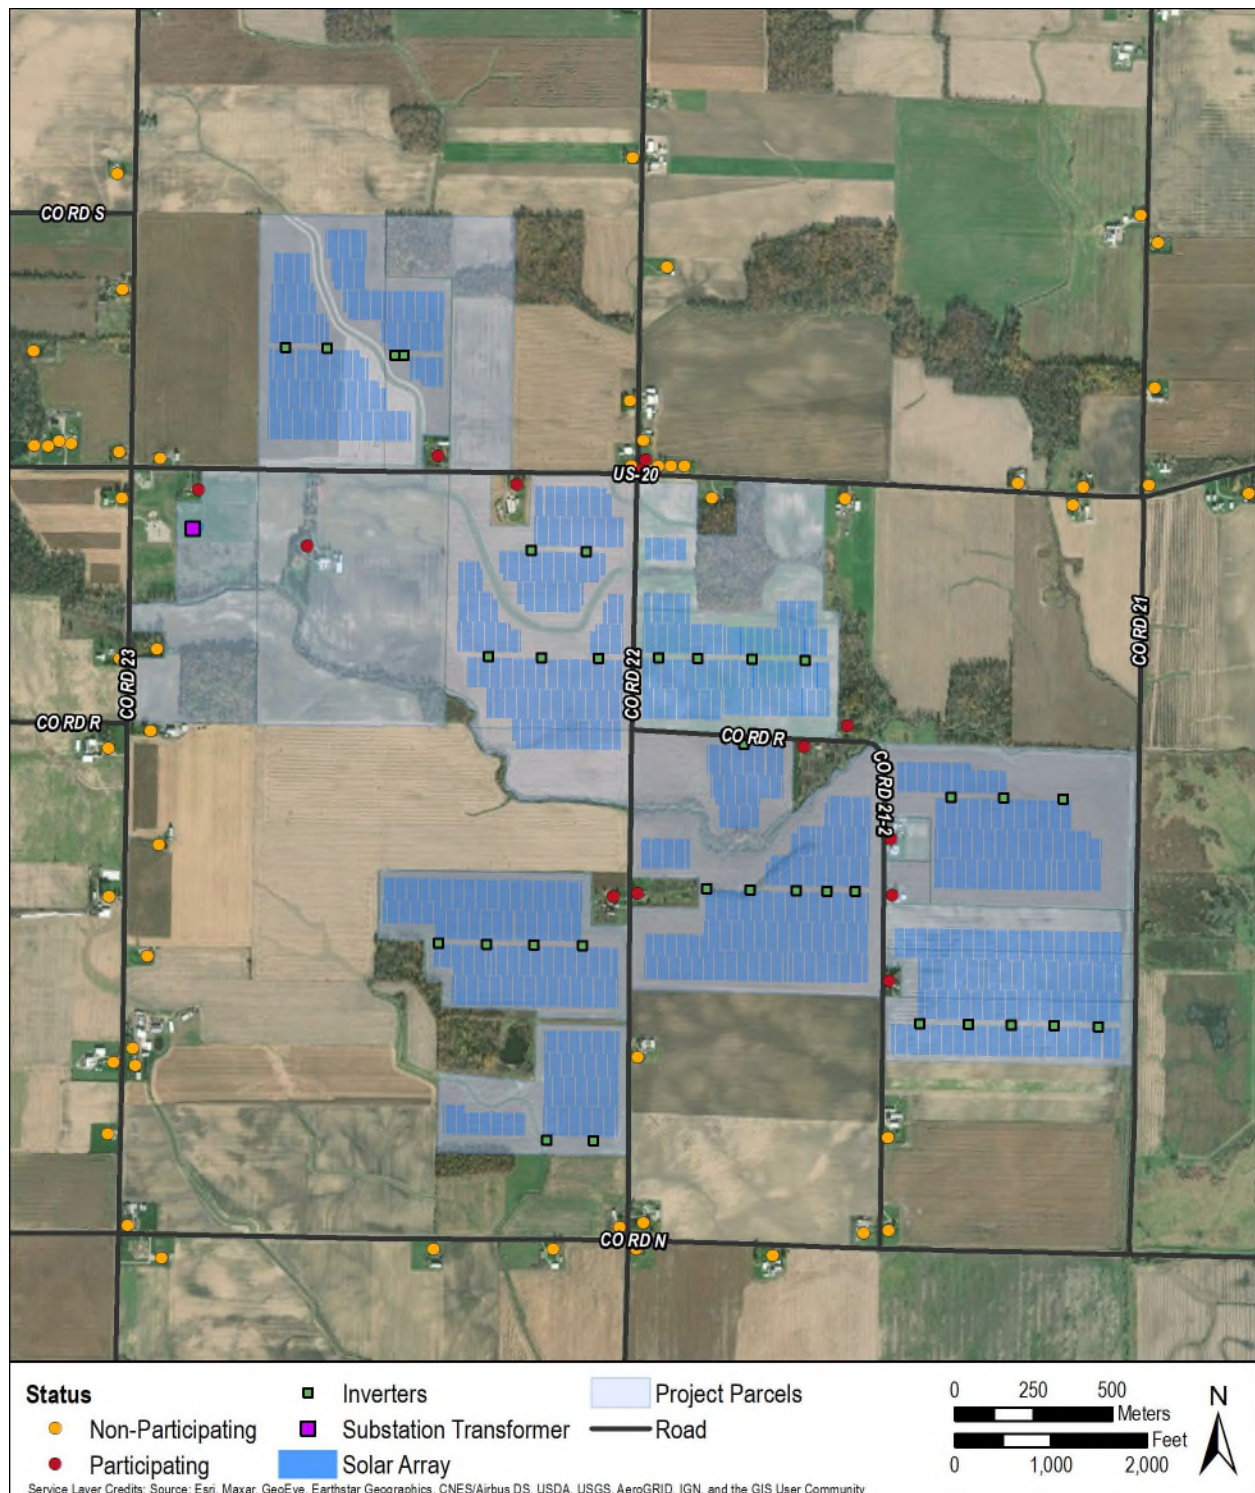 CO RD S
US-20
CO RD 22
CO RD 21
CO RD 23
CO RD R
CO RD R
CO RD 21-2
CO RD N
Status
Non-Participating
Participating
Inverters
Substation Transformer
Solar Array
Project Parcels
Road
0 250 500
Meters
Feet
0 1,000 2,000
N
Service Layer Credits: Source: Esri, Maxar, GeoEye, Earthstar Geographics, CNES/Airbus DS, USDA, USGS, AeroGRID, IGN, and the GIS User Community